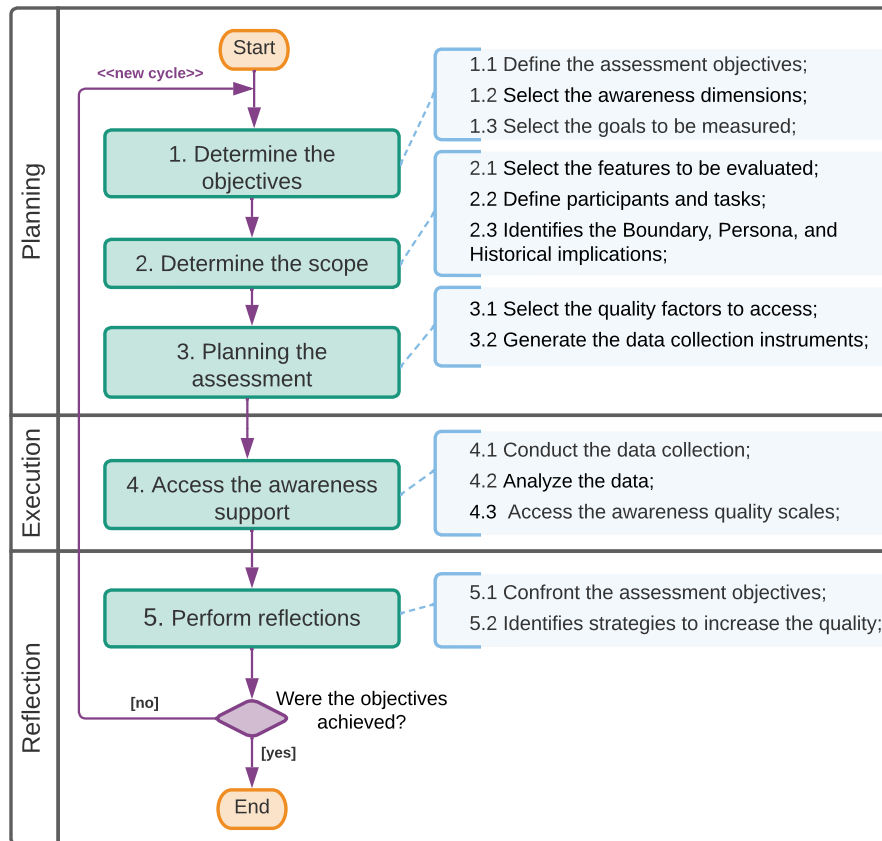 Start
<<new cycle>>
1.1 Define the assessment objectives;
1.2 Select the awareness dimensions;
1.3 Select the goals to be measured;
1. Determine the
objectives
Planning
2.1 Select the features to be evaluated;
2.2 Define participants and tasks;
2.3 Identifies the Boundary, Persona, and
Historical implications;
2. Determine the scope
3.1 Select the quality factors to access;
3.2 Generate the data collection instruments;
3. Planning the
assessment
Execution
4.1 Conduct the data collection;
4.2 Analyze the data;
4.3 Access the awareness quality scales;
4. Access the awareness
support
Reflection
5.1 Confront the assessment objectives;
5.2 Identifies strategies to increase the quality;
5. Perform reflections
Were the objectives
achieved?
[no]
[yes]
End